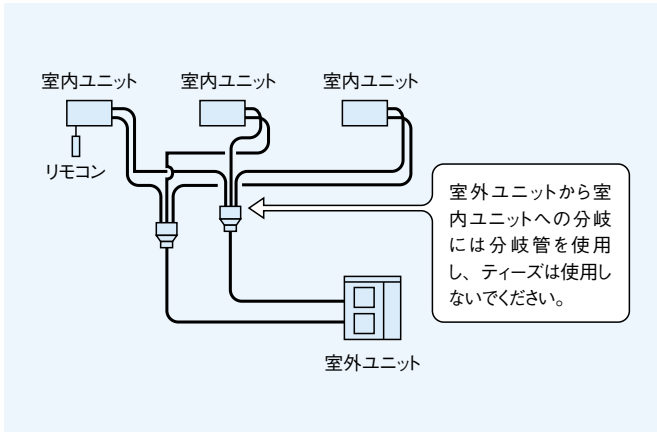 室内ユニット
室内ユニット
室内ユニット
リモコン
室外ユニットから室
内ユニットへの分岐
には分岐管を使用
し、ティーズは使用し
ないでください。
室外ユニット